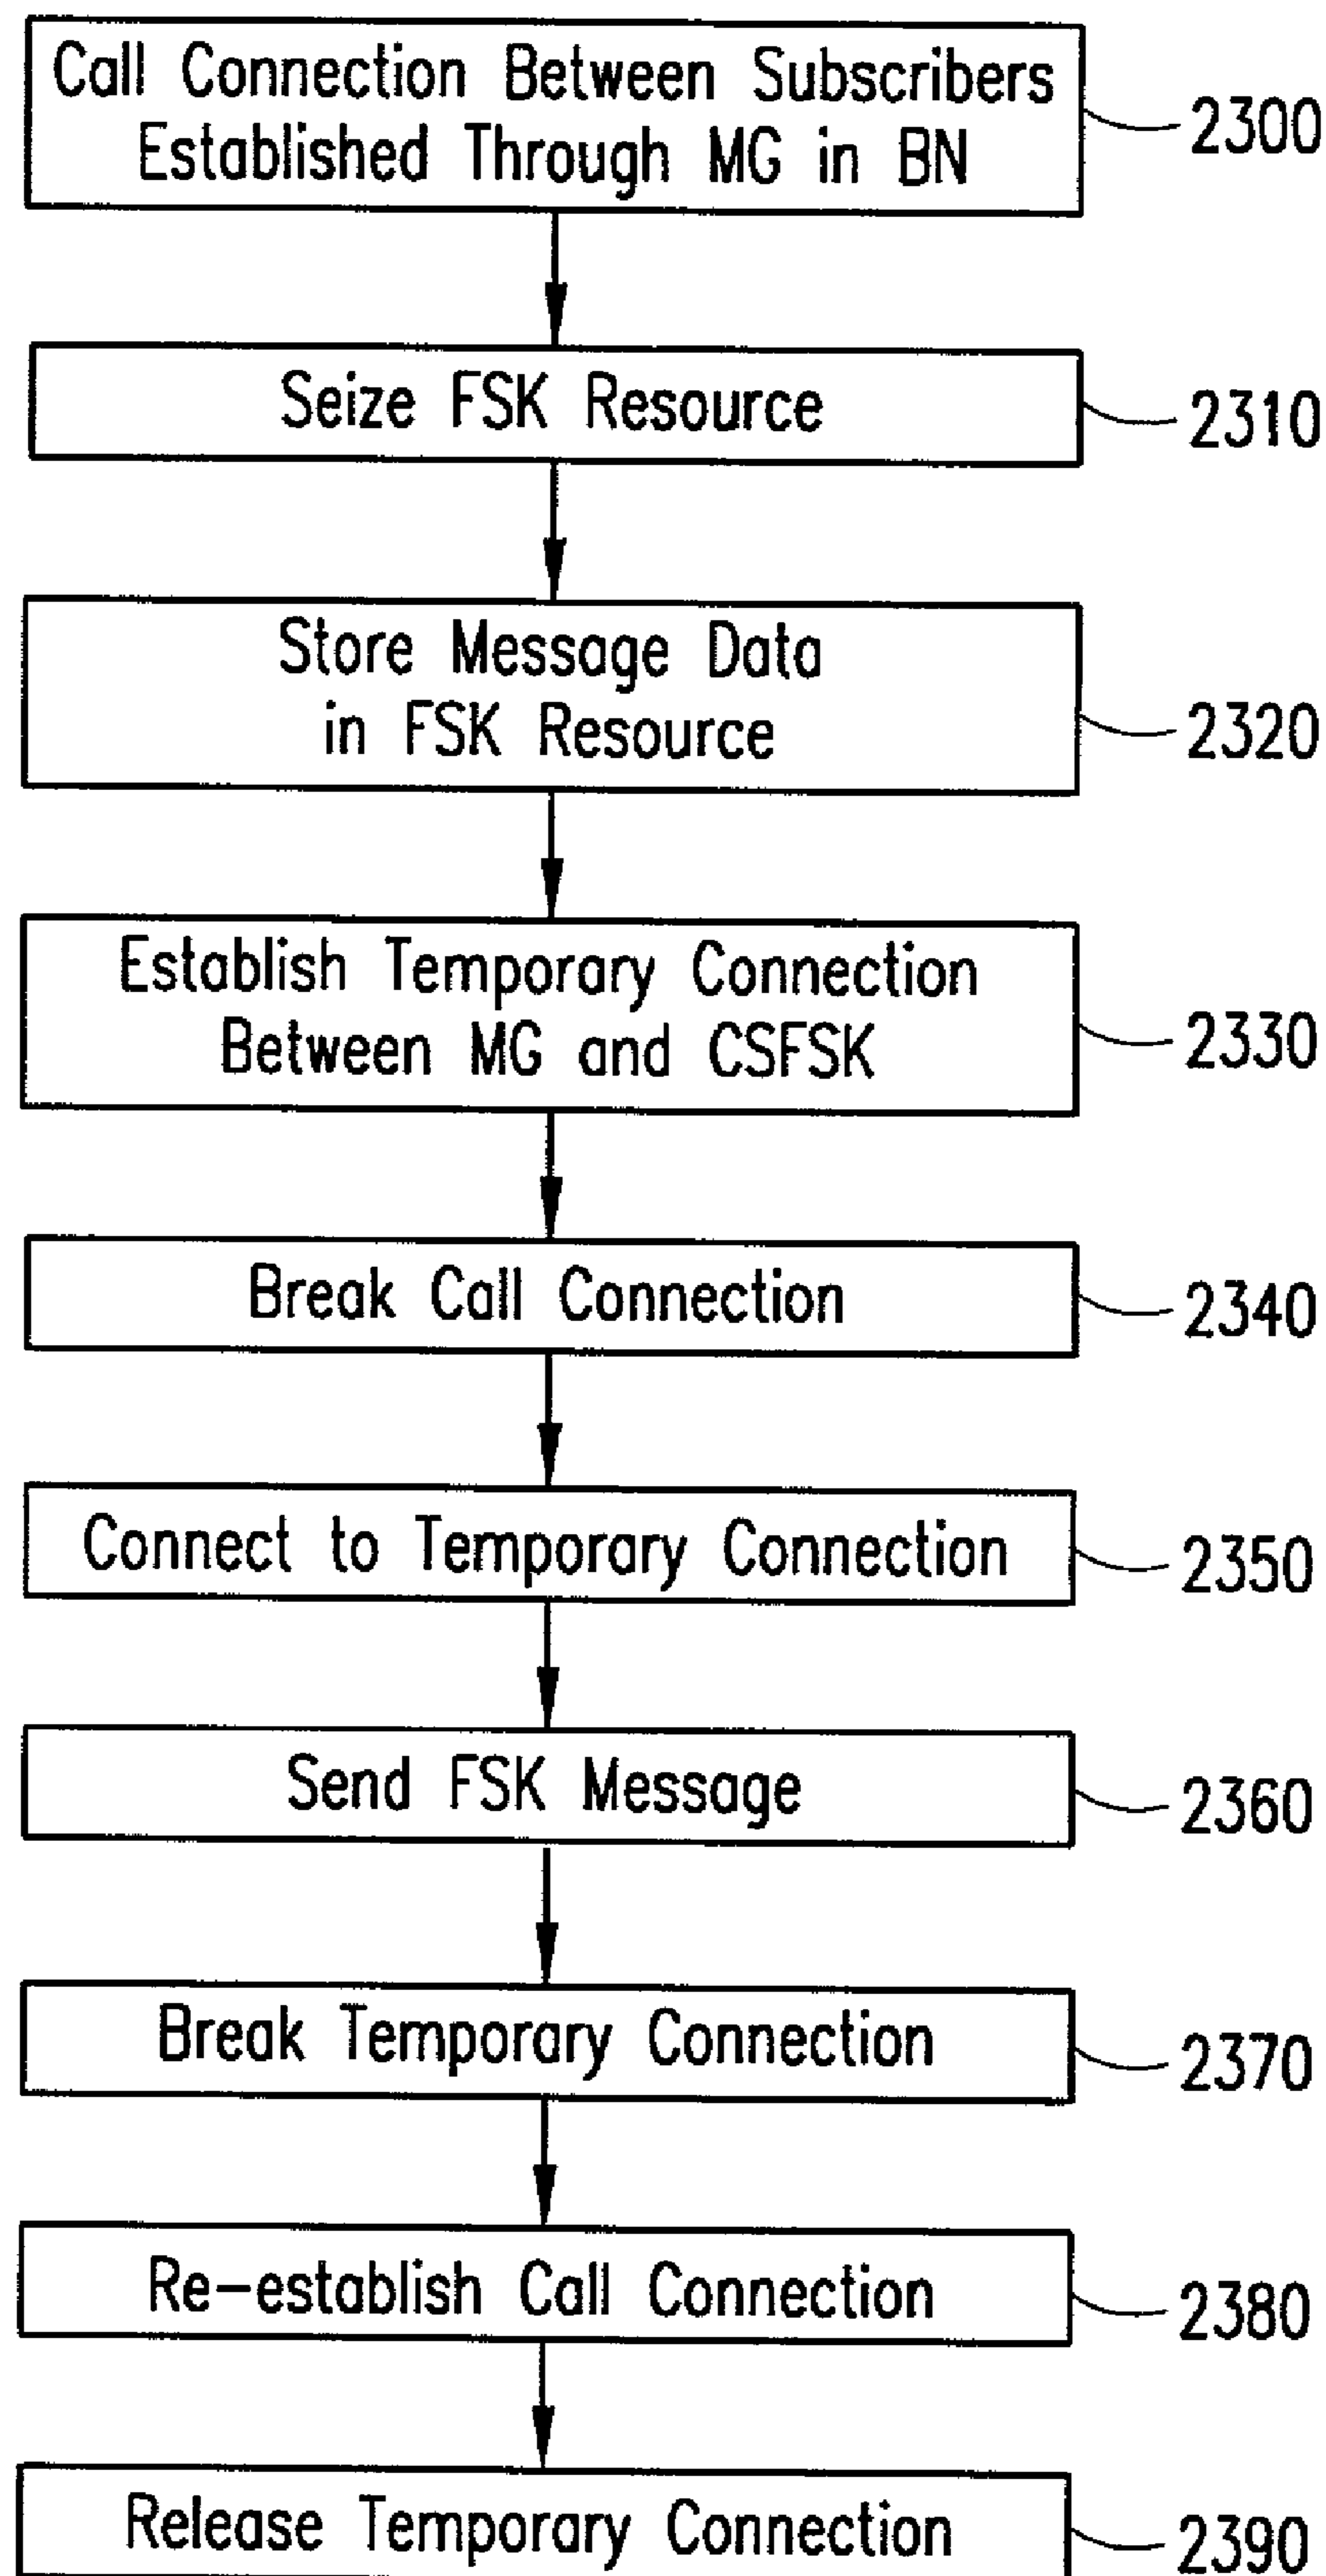 Call Connection Between Subscribers
Established Through MG in BN
2300
Seize FSK Resource
2310
Store Message Data
in FSK Resource
2320
Establish Temporary Connection
Between MG and CSFSK
2330
Break Call Connection
2340
Connect to Temporary Connection
2350
Send FSK Message
2360
Break Temporary Connection
2370
Re-establish Call Connection
2380
Release Temporary Connection
2390